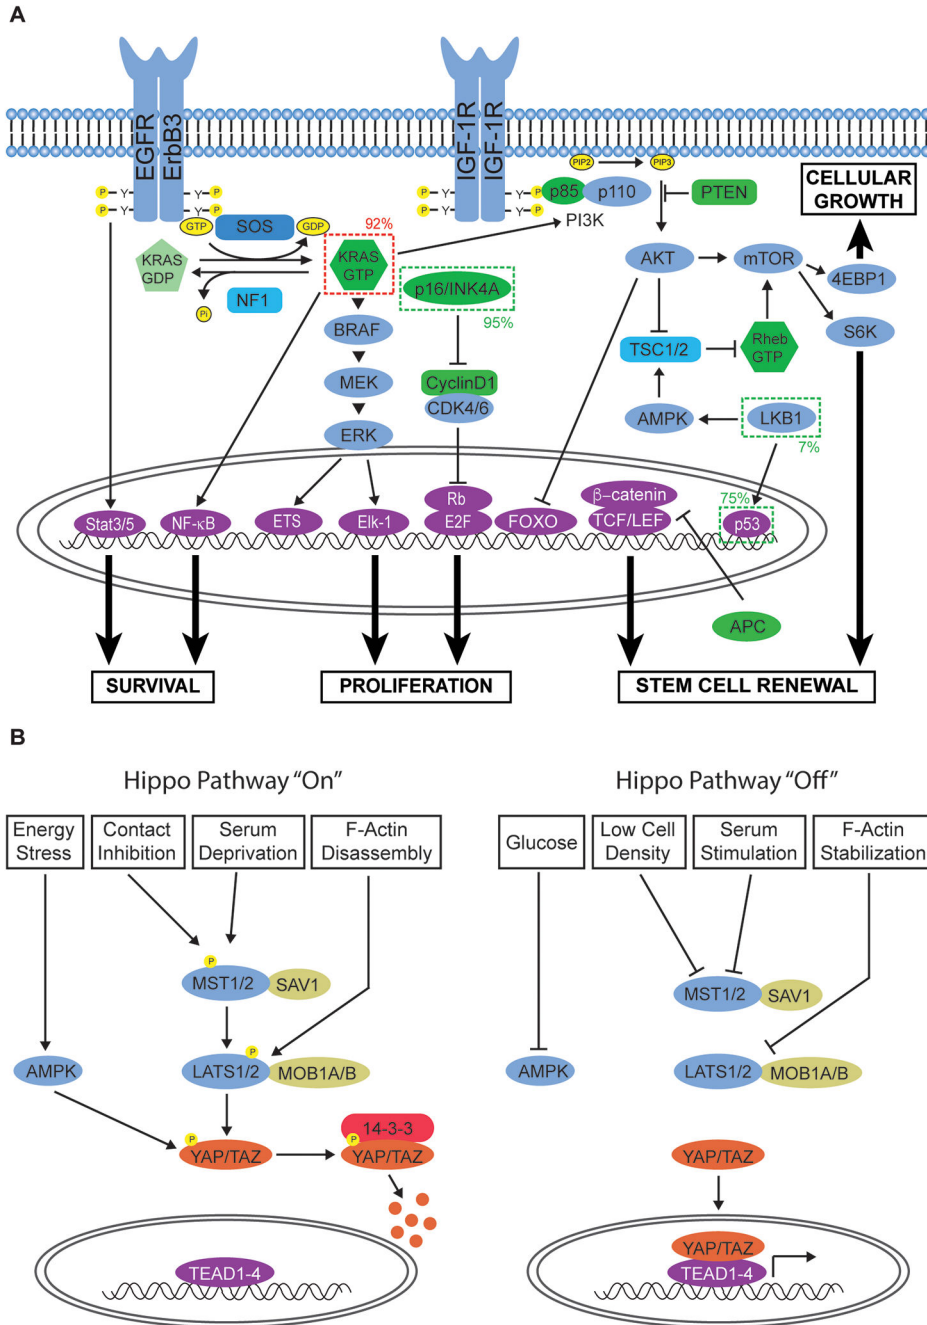 A
EGFR
ErbB3
IGF-1R
IGF-1R
P Y Y P
P Y Y P
P Y Y P
P Y Y
PIP2
PIP3
p85
p110
PI3K
PTEN
CELLULAR
GROWTH
GTP
SOS
GDP
92%
KRAS
GDP
KRAS
GTP
NF1
Pi
p16/INK4A
95%
AKT
mTOR
4EBP1
BRAF
S6K
TSC1/2
Rheb
GTP
MEK
CyclinD1
CDK4/6
AMPK
LKB1
7%
ERK
Stat3/5
NF-κB
ETS
Elk-1
Rb
E2F
FOXO
β-catenin
TCF/LEF
75%
p53
APC
SURVIVAL
PROLIFERATION
STEM CELL RENEWAL
B
Hippo Pathway “On”
Energy
Stress
Contact
Inhibition
Serum
Deprivation
F-Actin
Disassembly
P
MST1/2
SAV1
P
LATS1/2
MOB1A/B
AMPK
P
YAP/TAZ
14-3-3
P
YAP/TAZ
TEAD1-4
Hippo Pathway “Off”
Glucose
Low Cell
Density
Serum
Stimulation
F-Actin
Stabilization
MST1/2
SAV1
AMPK
LATS1/2
MOB1A/B
YAP/TAZ
YAP/TAZ
TEAD1-4